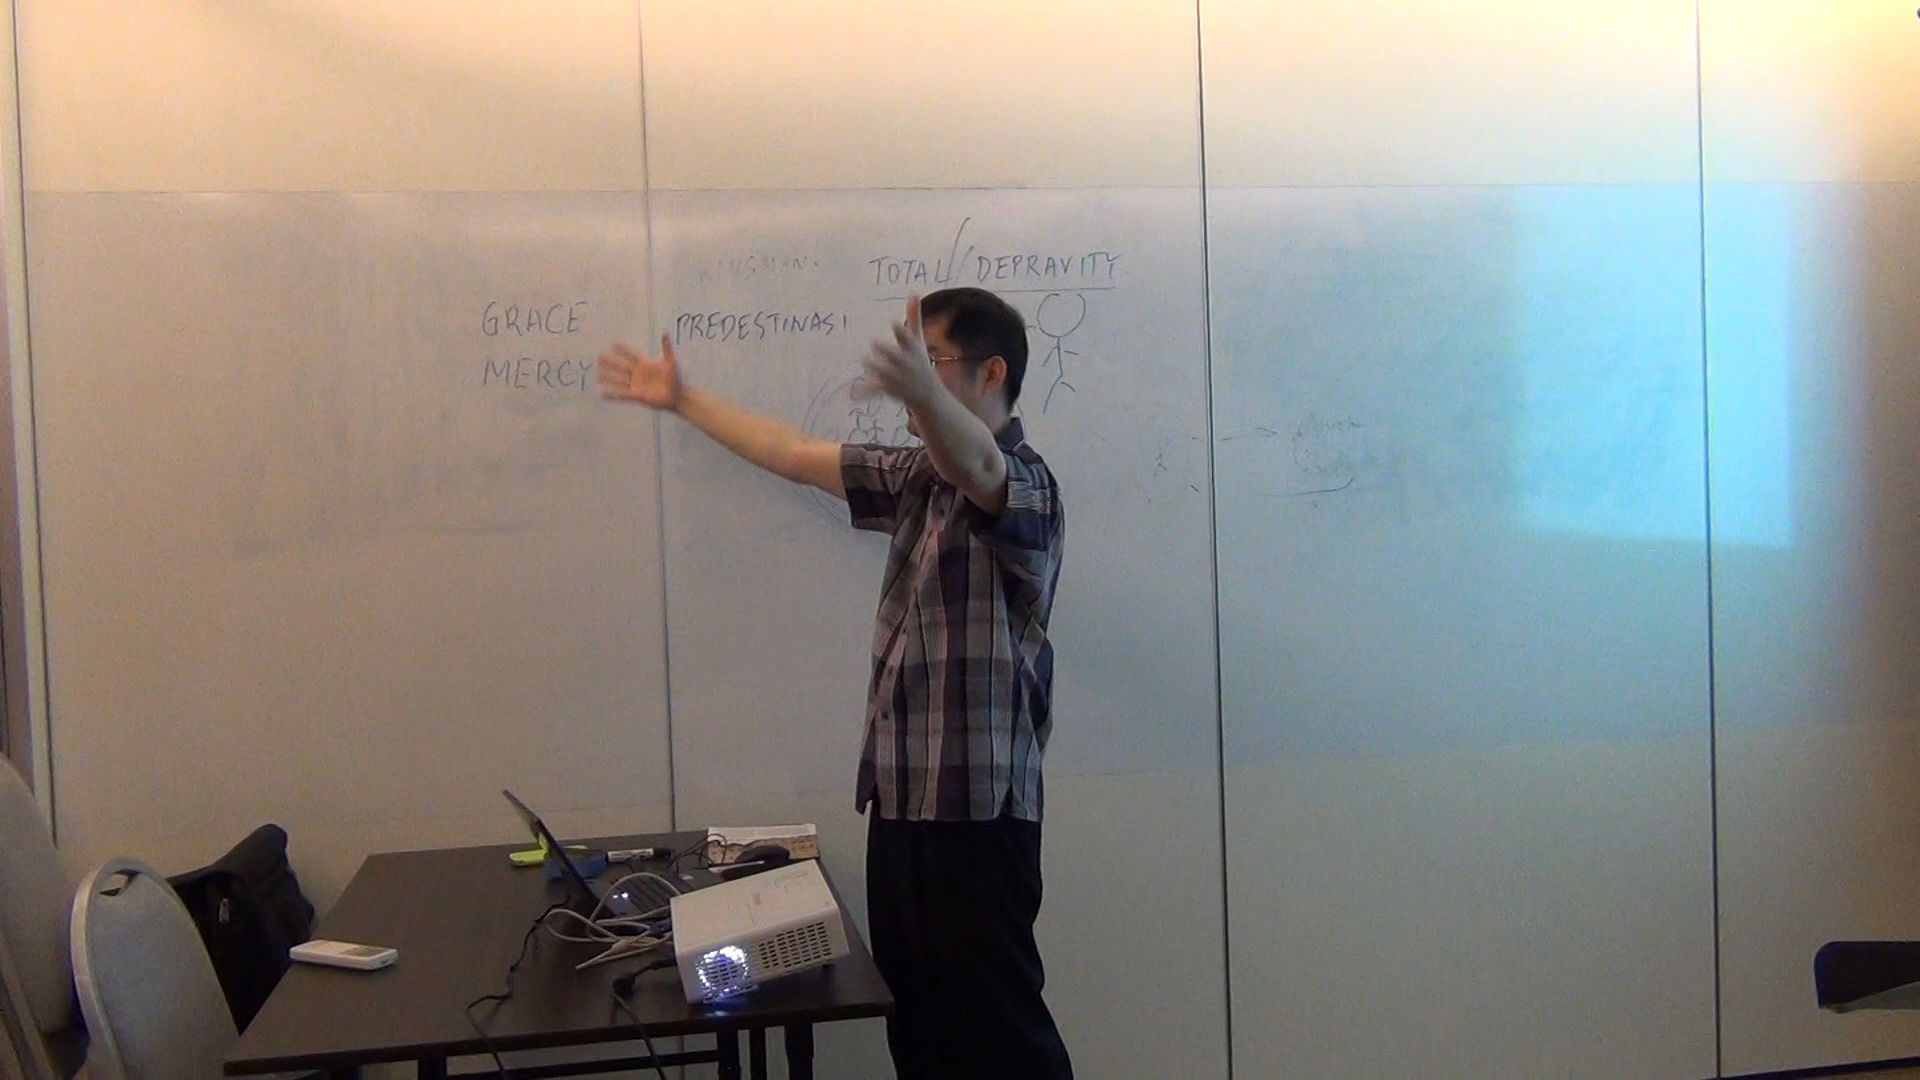 KINSMAN.
TOTAL DEPRAVITY
GRACE
PREDESTINASI
MERCY